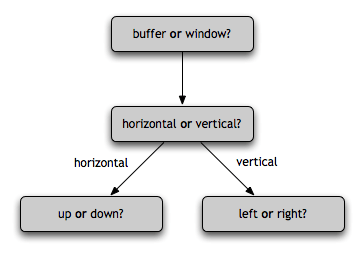 buffer or window?
horizontal or vertical?
horizontal
vertical
up or down?
left or right?